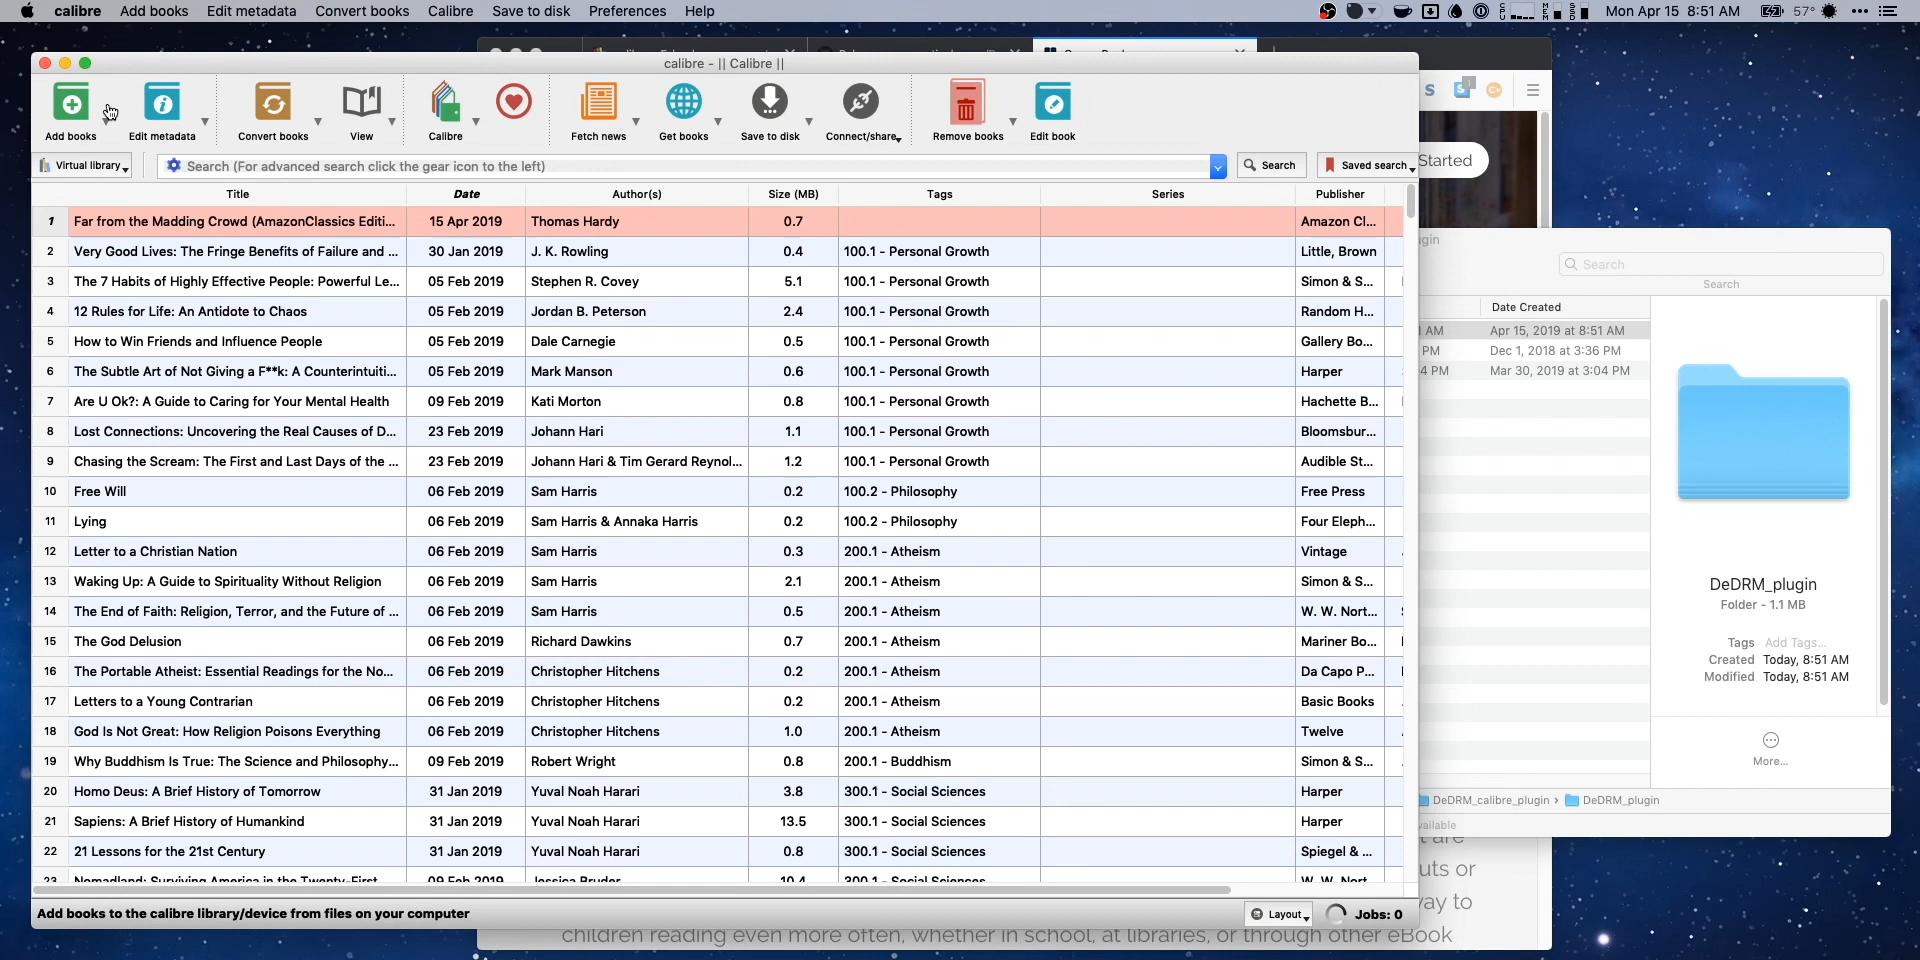 calibre Add books Edit metadata Convert books Calibre Save to disk Preferences Help Mon Apr 15 8:51 AM 57°
calibre - || Calibre ||
Add books Edit metadata Convert books View Calibre Fetch news Get books Save to disk Connect/share Remove books Edit book
Virtual library Search (For advanced search click the gear icon to the left) Search Saved search
Title Date Author(s) Size (MB) Tags Series Publisher
1 Far from the Madding Crowd (AmazonClassics Editi... 15 Apr 2019 Thomas Hardy 0.7 Amazon Cl...
2 Very Good Lives: The Fringe Benefits of Failure and ... 30 Jan 2019 J. K. Rowling 0.4 100.1 - Personal Growth Little, Brown
3 The 7 Habits of Highly Effective People: Powerful Le... 05 Feb 2019 Stephen R. Covey 5.1 100.1 - Personal Growth Simon & S...
4 12 Rules for Life: An Antidote to Chaos 05 Feb 2019 Jordan B. Peterson 2.4 100.1 - Personal Growth Random H...
5 How to Win Friends and Influence People 05 Feb 2019 Dale Carnegie 0.5 100.1 - Personal Growth Gallery Bo...
6 The Subtle Art of Not Giving a F**k: A Counterintuiti... 05 Feb 2019 Mark Manson 0.6 100.1 - Personal Growth Harper
7 Are U Ok?: A Guide to Caring for Your Mental Health 09 Feb 2019 Kati Morton 0.8 100.1 - Personal Growth Hachette B...
8 Lost Connections: Uncovering the Real Causes of D... 23 Feb 2019 Johann Hari 1.1 100.1 - Personal Growth Bloomsbur...
9 Chasing the Scream: The First and Last Days of the ... 23 Feb 2019 Johann Hari & Tim Gerard Reynol... 1.2 100.1 - Personal Growth Audible St...
10 Free Will 06 Feb 2019 Sam Harris 0.2 100.2 - Philosophy Free Press
11 Lying 06 Feb 2019 Sam Harris & Annaka Harris 0.2 100.2 - Philosophy Four Eleph...
12 Letter to a Christian Nation 06 Feb 2019 Sam Harris 0.3 200.1 - Atheism Vintage
13 Waking Up: A Guide to Spirituality Without Religion 06 Feb 2019 Sam Harris 2.1 200.1 - Atheism Simon & S...
14 The End of Faith: Religion, Terror, and the Future of ... 06 Feb 2019 Sam Harris 0.5 200.1 - Atheism W. W. Nort...
15 The God Delusion 06 Feb 2019 Richard Dawkins 0.7 200.1 - Atheism Mariner Bo...
16 The Portable Atheist: Essential Readings for the No... 06 Feb 2019 Christopher Hitchens 0.2 200.1 - Atheism Da Capo P...
17 Letters to a Young Contrarian 06 Feb 2019 Christopher Hitchens 0.2 200.1 - Atheism Basic Books
18 God Is Not Great: How Religion Poisons Everything 06 Feb 2019 Christopher Hitchens 1.0 200.1 - Atheism Twelve
19 Why Buddhism Is True: The Science and Philosophy... 09 Feb 2019 Robert Wright 0.8 200.1 - Buddhism Simon & S...
20 Homo Deus: A Brief History of Tomorrow 31 Jan 2019 Yuval Noah Harari 3.8 300.1 - Social Sciences Harper
21 Sapiens: A Brief History of Humankind 31 Jan 2019 Yuval Noah Harari 13.5 300.1 - Social Sciences Harper
22 21 Lessons for the 21st Century 31 Jan 2019 Yuval Noah Harari 0.8 300.1 - Social Sciences Spiegel & ...
23 Nomadland: Surviving America in the Twenty-First 09 Feb 2019 Jessica Bruder 10.4 300.1 - Social Sciences W. W. Nort
Add books to the calibre library/device from files on your computer Layout Jobs: 0
Started
Search
Search
Date Created
AM Apr 15, 2019 at 8:51 AM
PM Dec 1, 2018 at 3:36 PM
4 PM Mar 30, 2019 at 3:04 PM
DeDRM_plugin
Folder - 1.1 MB
Tags Add Tags...
Created Today, 8:51 AM
Modified Today, 8:51 AM
More...
DeDRM_calibre_plugin › DeDRM_plugin
are
uts or
ay to
children reading even more often, whether in school, at libraries, or through other eBook